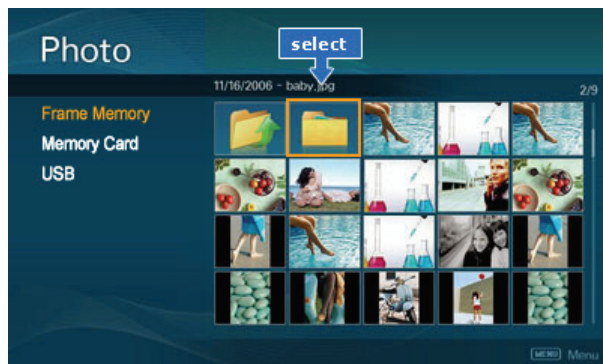 Photo
select
11/16/2006 - baby.jpg
2/9
Frame Memory
Memory Card
USB
MENU Menu